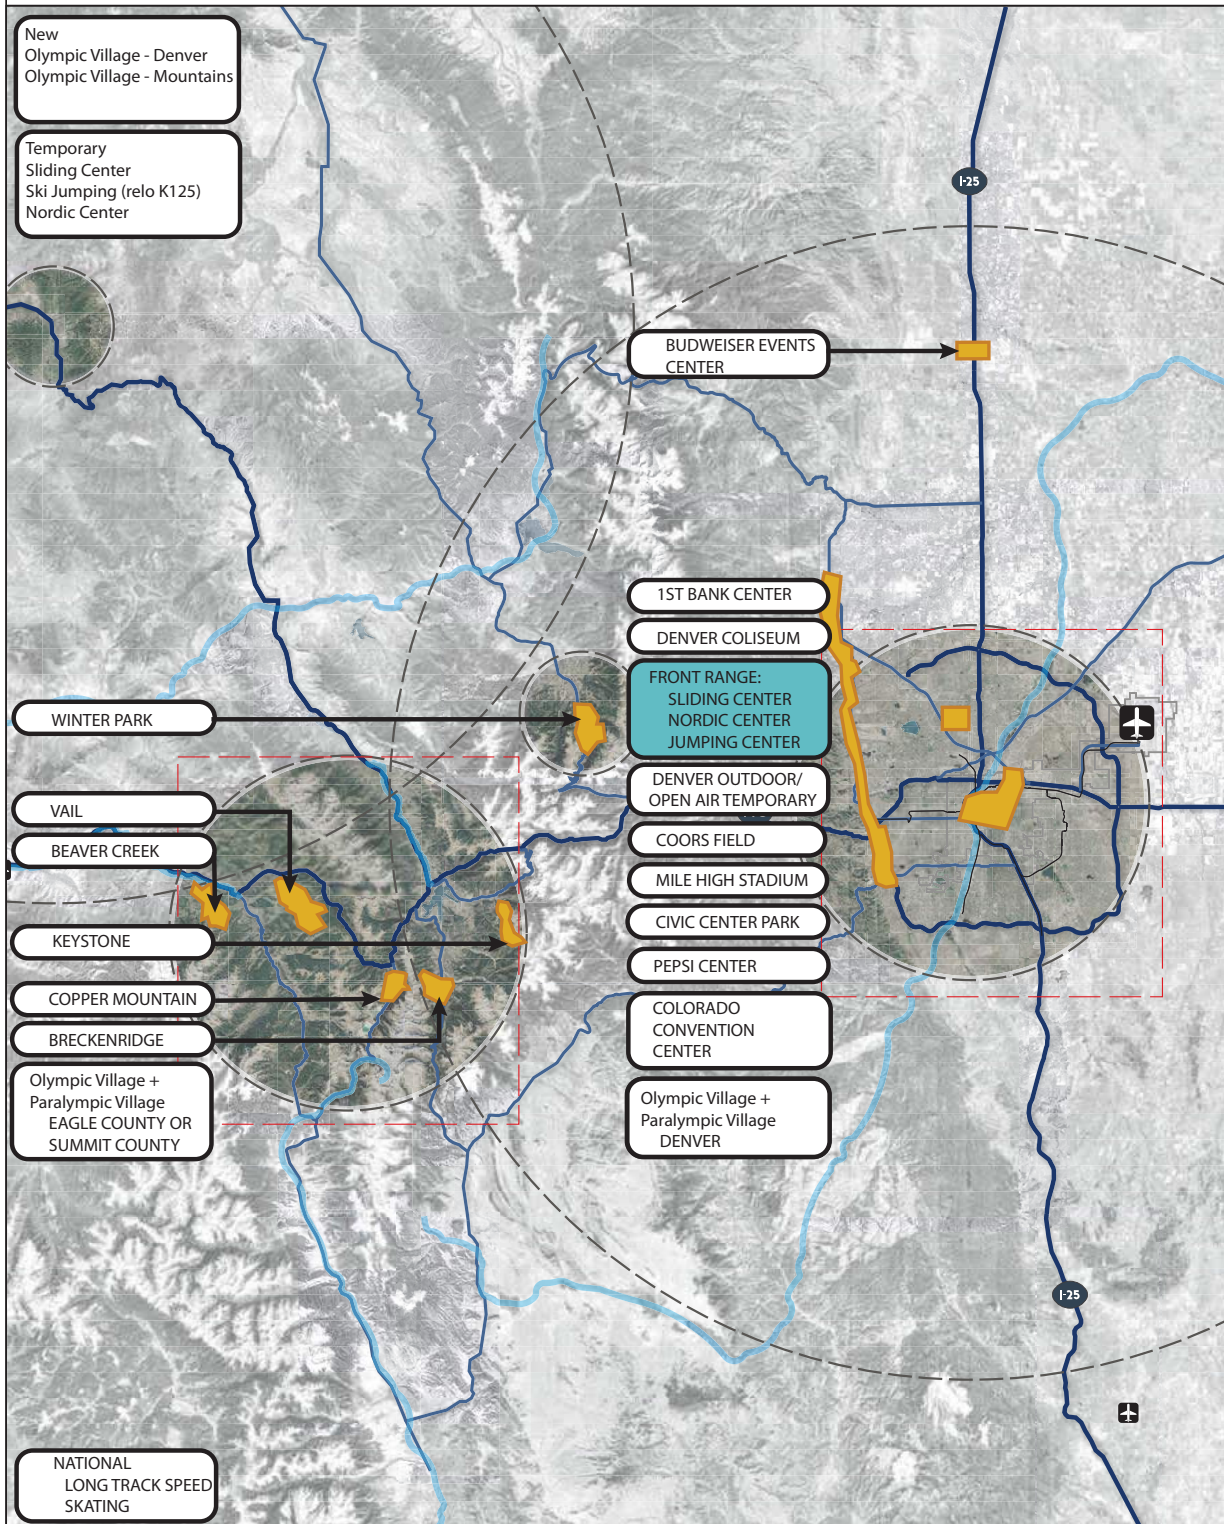 New
Olympic Village - Denver
Olympic Village - Mountains
Temporary
Sliding Center
Ski Jumping (relo K125)
Nordic Center
I-25
BUDWEISER EVENTS
CENTER
1ST BANK CENTER
DENVER COLISEUM
FRONT RANGE:
SLIDING CENTER
NORDIC CENTER
JUMPING CENTER
WINTER PARK
DENVER OUTDOOR/
OPEN AIR TEMPORARY
VAIL
COORS FIELD
BEAVER CREEK
MILE HIGH STADIUM
CIVIC CENTER PARK
KEYSTONE
PEPSI CENTER
COPPER MOUNTAIN
COLORADO
CONVENTION
CENTER
BRECKENRIDGE
Olympic Village +
Paralympic Village
EAGLE COUNTY OR
SUMMIT COUNTY
Olympic Village +
Paralympic Village
DENVER
I-25
NATIONAL
LONG TRACK SPEED
SKATING